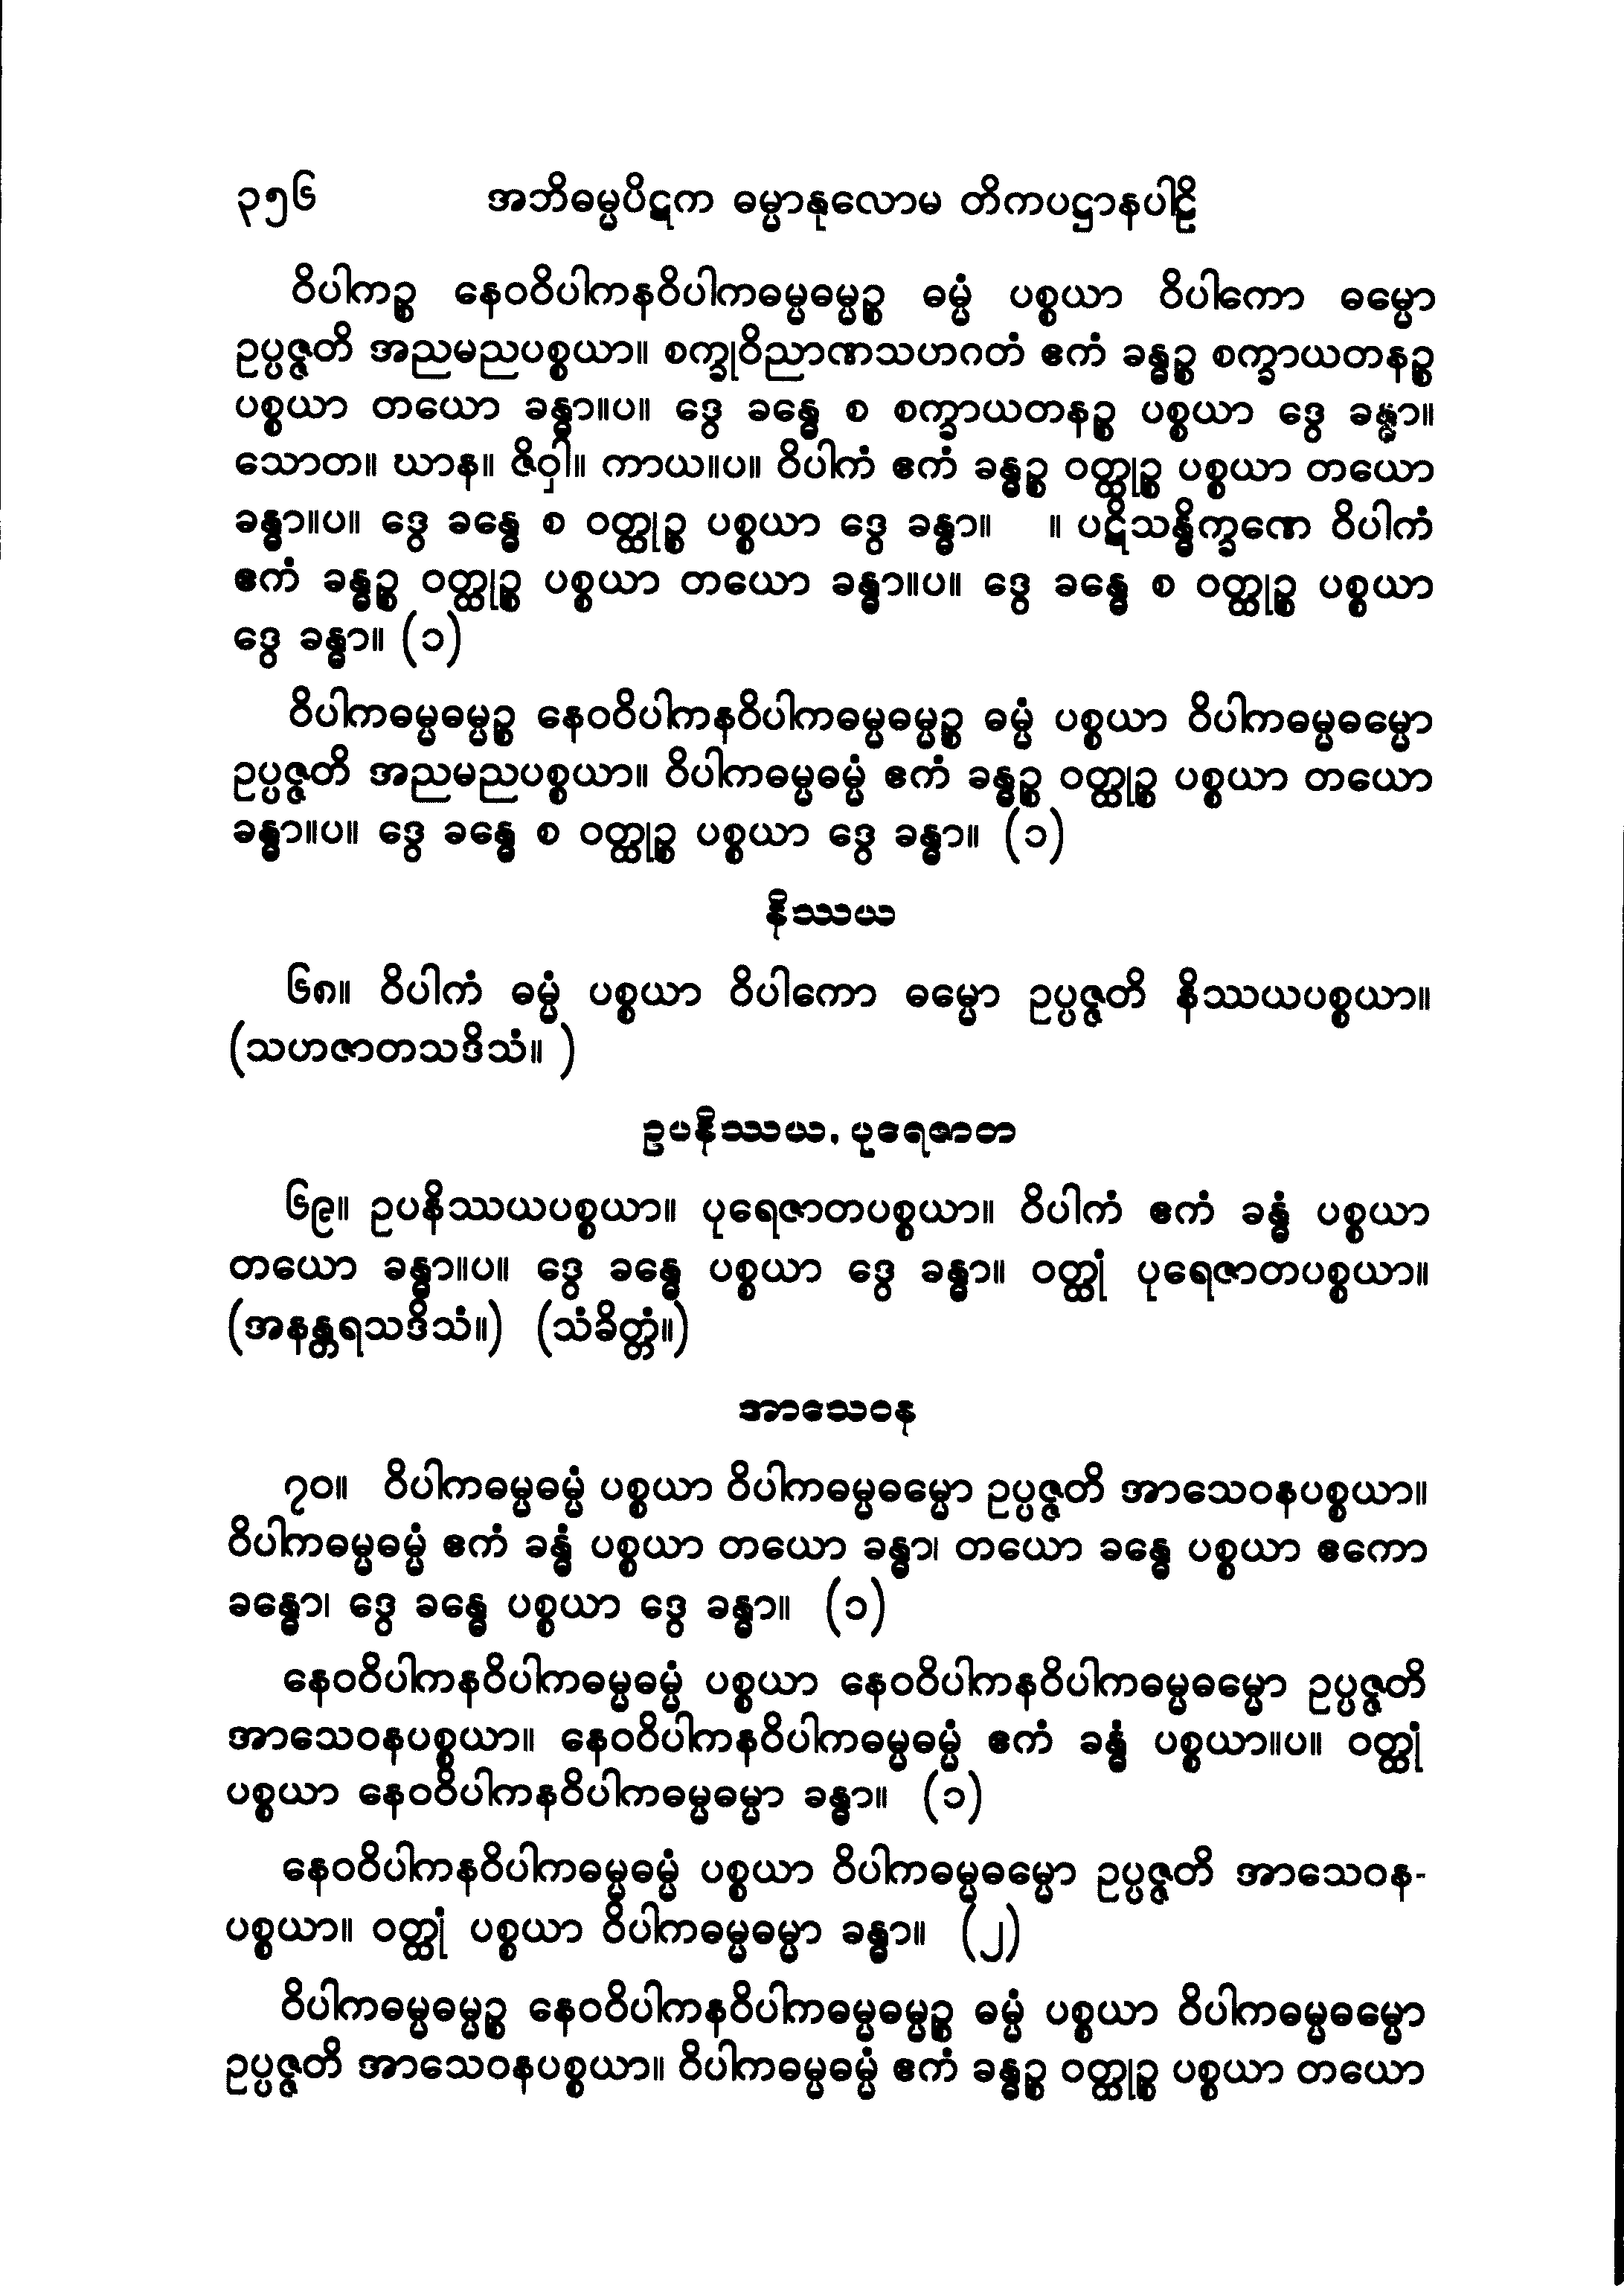 ၃၅၆ အဘိဓမ္မပိဋက ဓမ္မာနုလောမ တိကပဋ္ဌာနပါဠိ
ဝိပါကဉ္စ နေဝဝိပါကနဝိပါကဓမ္မဓမ္မဉ္စ ဓမ္မံ ပစ္စယာ ဝိပါကော ဓမ္မော
ဥပ္ပဇ္ဇတိ အညမညပစ္စယာ။ စက္ခုဝိညာဏသဟဂတံ ဧကံ ခန္ဓဉ္စ စက္ခာယတနဉ္စ
ပစ္စယာ တယော ခန္ဓာ။ပ။ ဒွေ ခန္ဓေ စ စက္ခာယတနဉ္စ ပစ္စယာ ဒွေ ခန္ဓာ။
သောတ။ ဃာန။ ဇိဝှါ။ ကာယ။ပ။ ဝိပါကံ ဧကံ ခန္ဓဉ္စ ဝတ္ထုဉ္စ ပစ္စယာ တယော
ခန္ဓာ။ပ။ ဒွေ ခန္ဓေ စ ဝတ္ထုဉ္စ ပစ္စယာ ဒွေ ခန္ဓာ။ ။ ပဋိသန္ဓိက္ခဏေ ဝိပါကံ
ဧကံ ခန္ဓဉ္စ ဝတ္ထုဉ္စ ပစ္စယာ တယော ခန္ဓာ။ပ။ ဒွေ ခန္ဓေ စ ဝတ္ထုဉ္စ ပစ္စယာ
ဒွေ ခန္ဓာ။ (၁)
ဝိပါကဓမ္မဓမ္မဉ္စ နေဝဝိပါကနဝိပါကဓမ္မဓမ္မဉ္စ ဓမ္မံ ပစ္စယာ ဝိပါကဓမ္မဓမ္မော
ဥပ္ပဇ္ဇတိ အညမညပစ္စယာ။ ဝိပါကဓမ္မဓမ္မံ ဧကံ ခန္ဓဉ္စ ဝတ္ထုဉ္စ ပစ္စယာ တယော
ခန္ဓာ။ပ။ ဒွေ ခန္ဓေ စ ဝတ္ထုဉ္စ ပစ္စယာ ဒွေ ခန္ဓာ။ (၁)
နိဿယ
၆၈။ ဝိပါကံ ဓမ္မံ ပစ္စယာ ဝိပါကော ဓမ္မော ဥပ္ပဇ္ဇတိ နိဿယပစ္စယာ။
(သဟဇာတသဒိသံ။ )
ဥပနိဿယ, ပုရေဇာတ
၆၉။ ဥပနိဿယပစ္စယာ။ ပုရေဇာတပစ္စယာ။ ဝိပါကံ ဧကံ ခန္ဓံ ပစ္စယာ
တယော ခန္ဓာ။ပ။ ဒွေ ခန္ဓေ ပစ္စယာ ဒွေ ခန္ဓာ။ ဝတ္ထုံ ပုရေဇာတပစ္စယာ။
(အနန္တရသဒိသံ။) (သံခိတ္တံ။)
အာသေဝန
၇၀။ ဝိပါကဓမ္မဓမ္မံ ပစ္စယာ ဝိပါကဓမ္မဓမ္မော ဥပ္ပဇ္ဇတိ အာသေဝနပစ္စယာ။
ဝိပါကဓမ္မဓမ္မံ ဧကံ ခန္ဓံ ပစ္စယာ တယော ခန္ဓာ၊ တယော ခန္ဓေ ပစ္စယာ ဧကော
ခန္ဓော၊ ဒွေ ခန္ဓေ ပစ္စယာ ဒွေ ခန္ဓာ။ (၁)
နေဝဝိပါကနဝိပါကဓမ္မဓမ္မံ ပစ္စယာ နေဝဝိပါကနဝိပါကဓမ္မဓမ္မော ဥပ္ပဇ္ဇတိ
အာသေဝနပစ္စယာ။ နေဝဝိပါကနဝိပါကဓမ္မဓမ္မံ ဧကံ ခန္ဓံ ပစ္စယာ။ပ။ ဝတ္ထုံ
ပစ္စယာ နေဝဝိပါကနဝိပါကဓမ္မဓမ္မာ ခန္ဓာ။ (၁)
နေဝဝိပါကနဝိပါကဓမ္မဓမ္မံ ပစ္စယာ ဝိပါကဓမ္မဓမ္မော ဥပ္ပဇ္ဇတိ အာသေဝန-
ပစ္စယာ။ ဝတ္ထုံ ပစ္စယာ ဝိပါကဓမ္မဓမ္မာ ခန္ဓာ။ (၂)
ဝိပါကဓမ္မဓမ္မဉ္စ နေဝဝိပါကနဝိပါကဓမ္မဓမ္မဉ္စ ဓမ္မံ ပစ္စယာ ဝိပါကဓမ္မဓမ္မော
ဥပ္ပဇ္ဇတိ အာသေဝနပစ္စယာ။ ဝိပါကဓမ္မဓမ္မံ ဧကံ ခန္ဓဉ္စ ဝတ္ထုဉ္စ ပစ္စယာ တယော